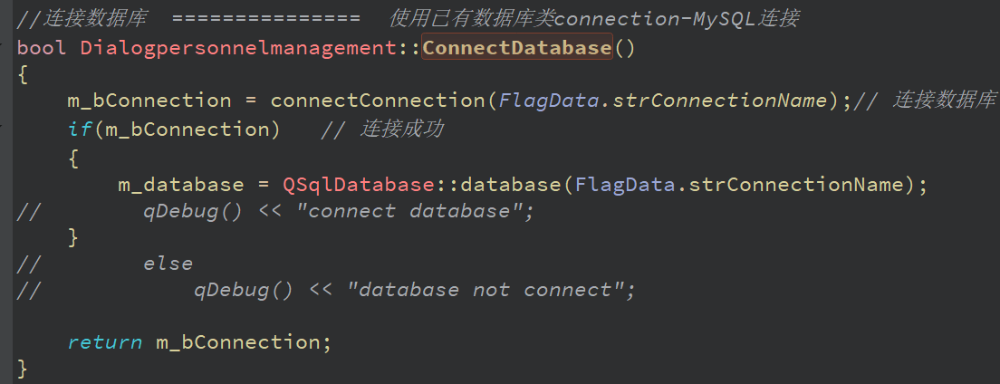 //连接数据库  ===============   使用已有数据库类connection-MySQL连接
bool Dialogpersonnelmanagement::ConnectDatabase()
{
    m_bConnection = connectConnection(FlagData.strConnectionName);// 连接数据库
    if(m_bConnection)   // 连接成功
    {
        m_database = QSqlDatabase::database(FlagData.strConnectionName);
//        qDebug() << "connect database";
    }
//        else
//            qDebug() << "database not connect";
    return m_bConnection;
}